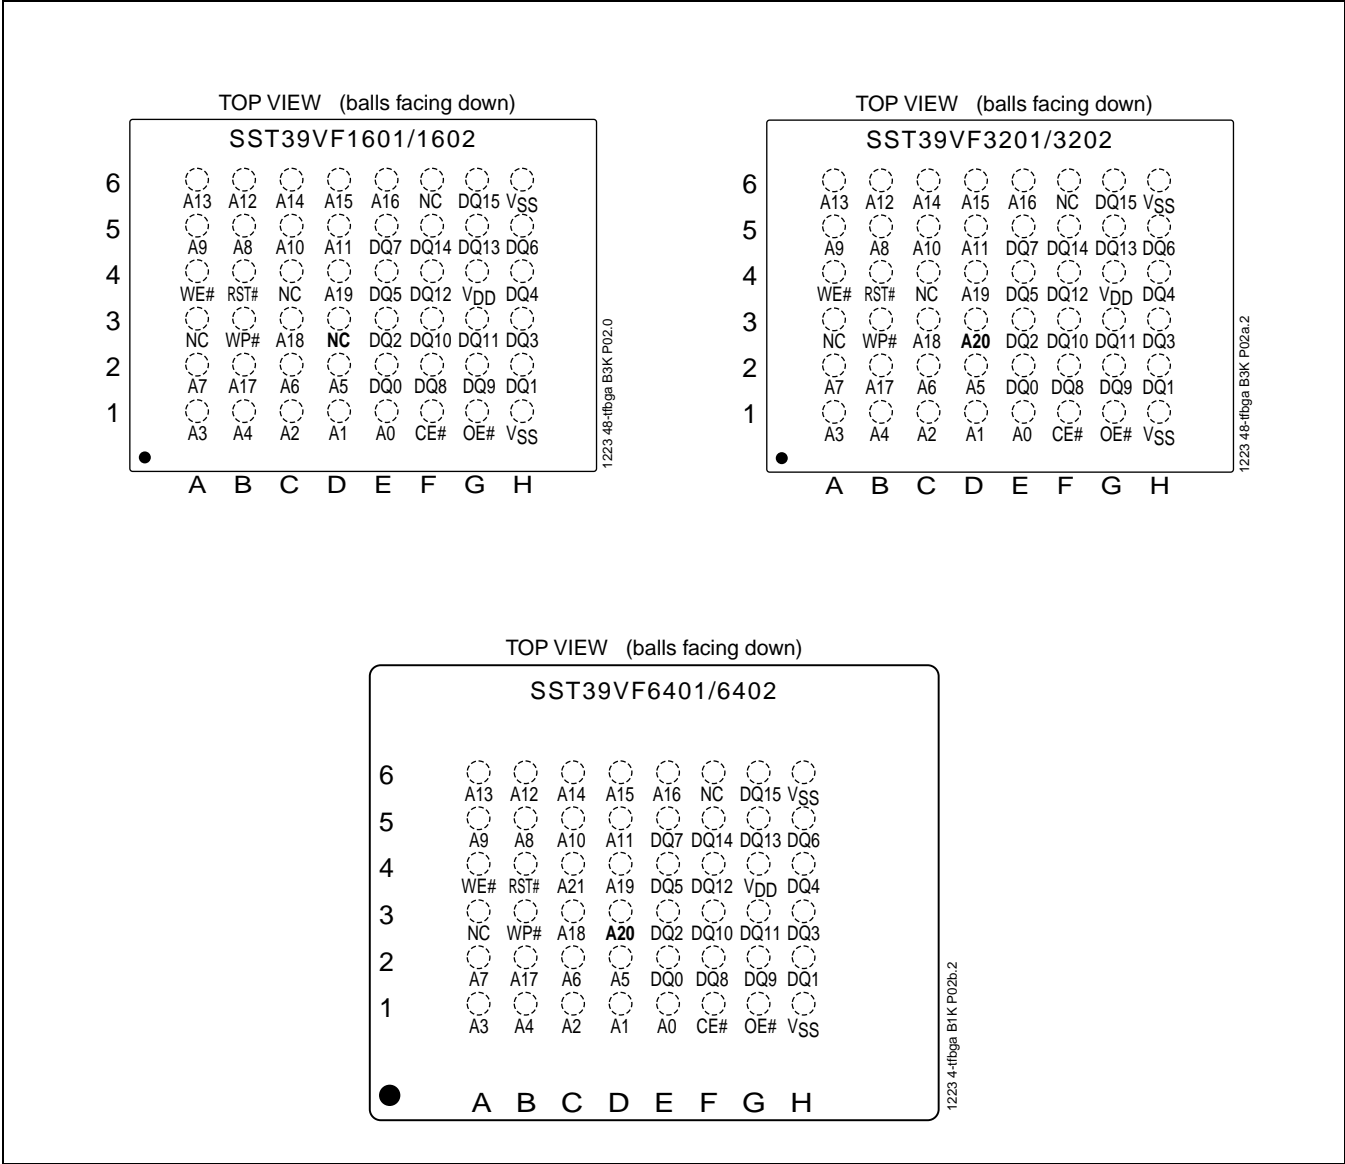 TOP VIEW (balls facing down)
SST39VF1601/1602
6
A13 A12 A14 A15 A16 NC DQ15 VSS
5
A9 A8 A10 A11 DQ7 DQ14 DQ13 DQ6
4
WE# RST# NC A19 DQ5 DQ12 VDD DQ4
3
NC WP# A18 NC DQ2 DQ10 DQ11 DQ3
2
A7 A17 A6 A5 DQ0 DQ8 DQ9 DQ1
1
A3 A4 A2 A1 A0 CE# OE# VSS
A B C D E F G H
1223 48-tfbga B3K P02.0
TOP VIEW (balls facing down)
SST39VF3201/3202
6
A13 A12 A14 A15 A16 NC DQ15 VSS
5
A9 A8 A10 A11 DQ7 DQ14 DQ13 DQ6
4
WE# RST# NC A19 DQ5 DQ12 VDD DQ4
3
NC WP# A18 A20 DQ2 DQ10 DQ11 DQ3
2
A7 A17 A6 A5 DQ0 DQ8 DQ9 DQ1
1
A3 A4 A2 A1 A0 CE# OE# VSS
A B C D E F G H
1223 48-tfbga B3K P02a.2
TOP VIEW (balls facing down)
SST39VF6401/6402
6
A13 A12 A14 A15 A16 NC DQ15 VSS
5
A9 A8 A10 A11 DQ7 DQ14 DQ13 DQ6
4
WE# RST# A21 A19 DQ5 DQ12 VDD DQ4
3
NC WP# A18 A20 DQ2 DQ10 DQ11 DQ3
2
A7 A17 A6 A5 DQ0 DQ8 DQ9 DQ1
1
A3 A4 A2 A1 A0 CE# OE# VSS
A B C D E F G H
1223 4-tfbga B1K P02b.2